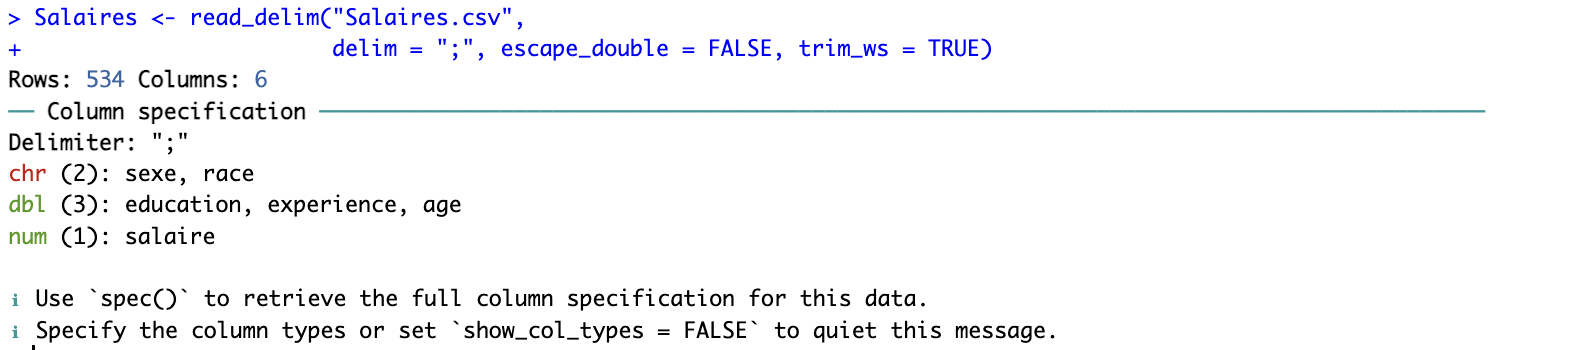 > Salaires <- read_delim("Salaires.csv",
+                         delim = ";", escape_double = FALSE, trim_ws = TRUE)
Rows: 534 Columns: 6
── Column specification ──────────────────────────────────────────────────────────────────────────────────────────
Delimiter: ";"
chr (2): sexe, race
dbl (3): education, experience, age
num (1): salaire
ℹ Use `spec()` to retrieve the full column specification for this data.
ℹ Specify the column types or set `show_col_types = FALSE` to quiet this message.